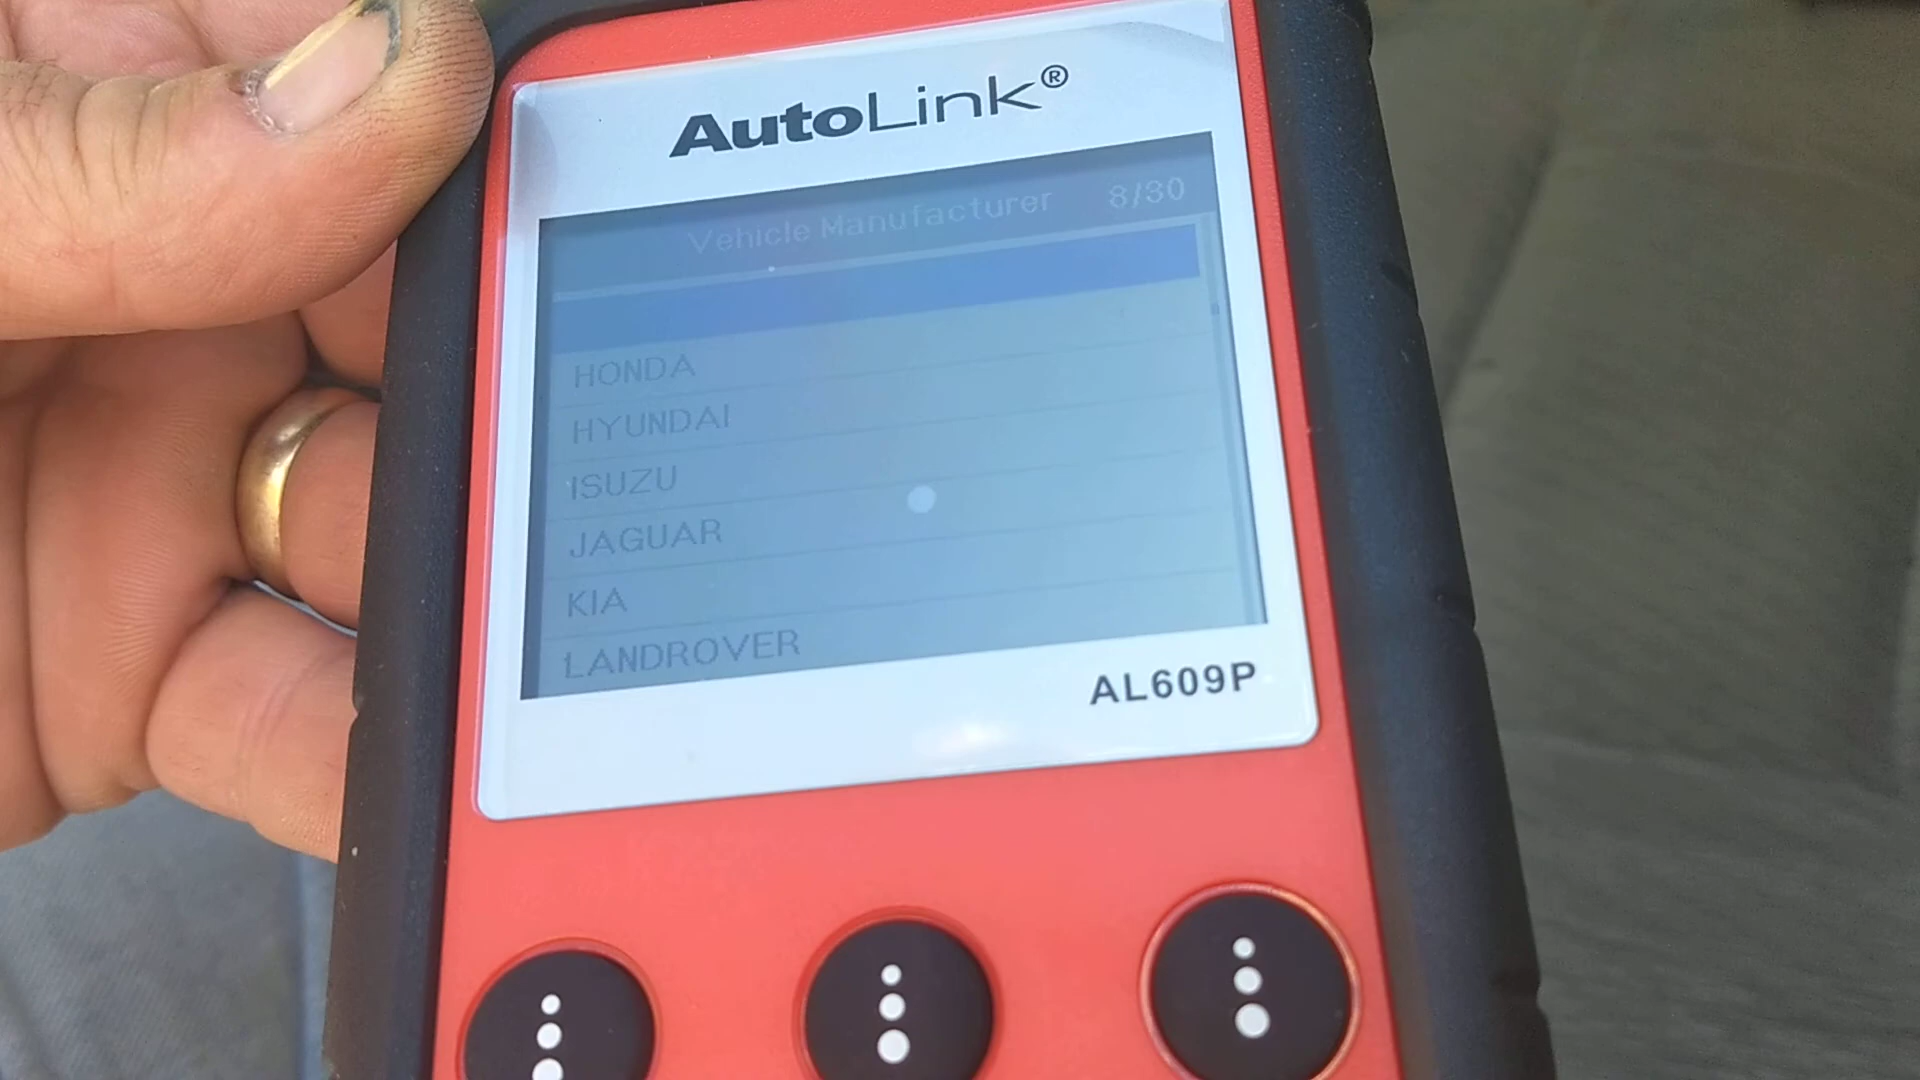 AutoLink®
Vehicle Manufacturer 8/30
HONDA
HYUNDAI
ISUZU
JAGUAR
KIA
LANDROVER
AL609P